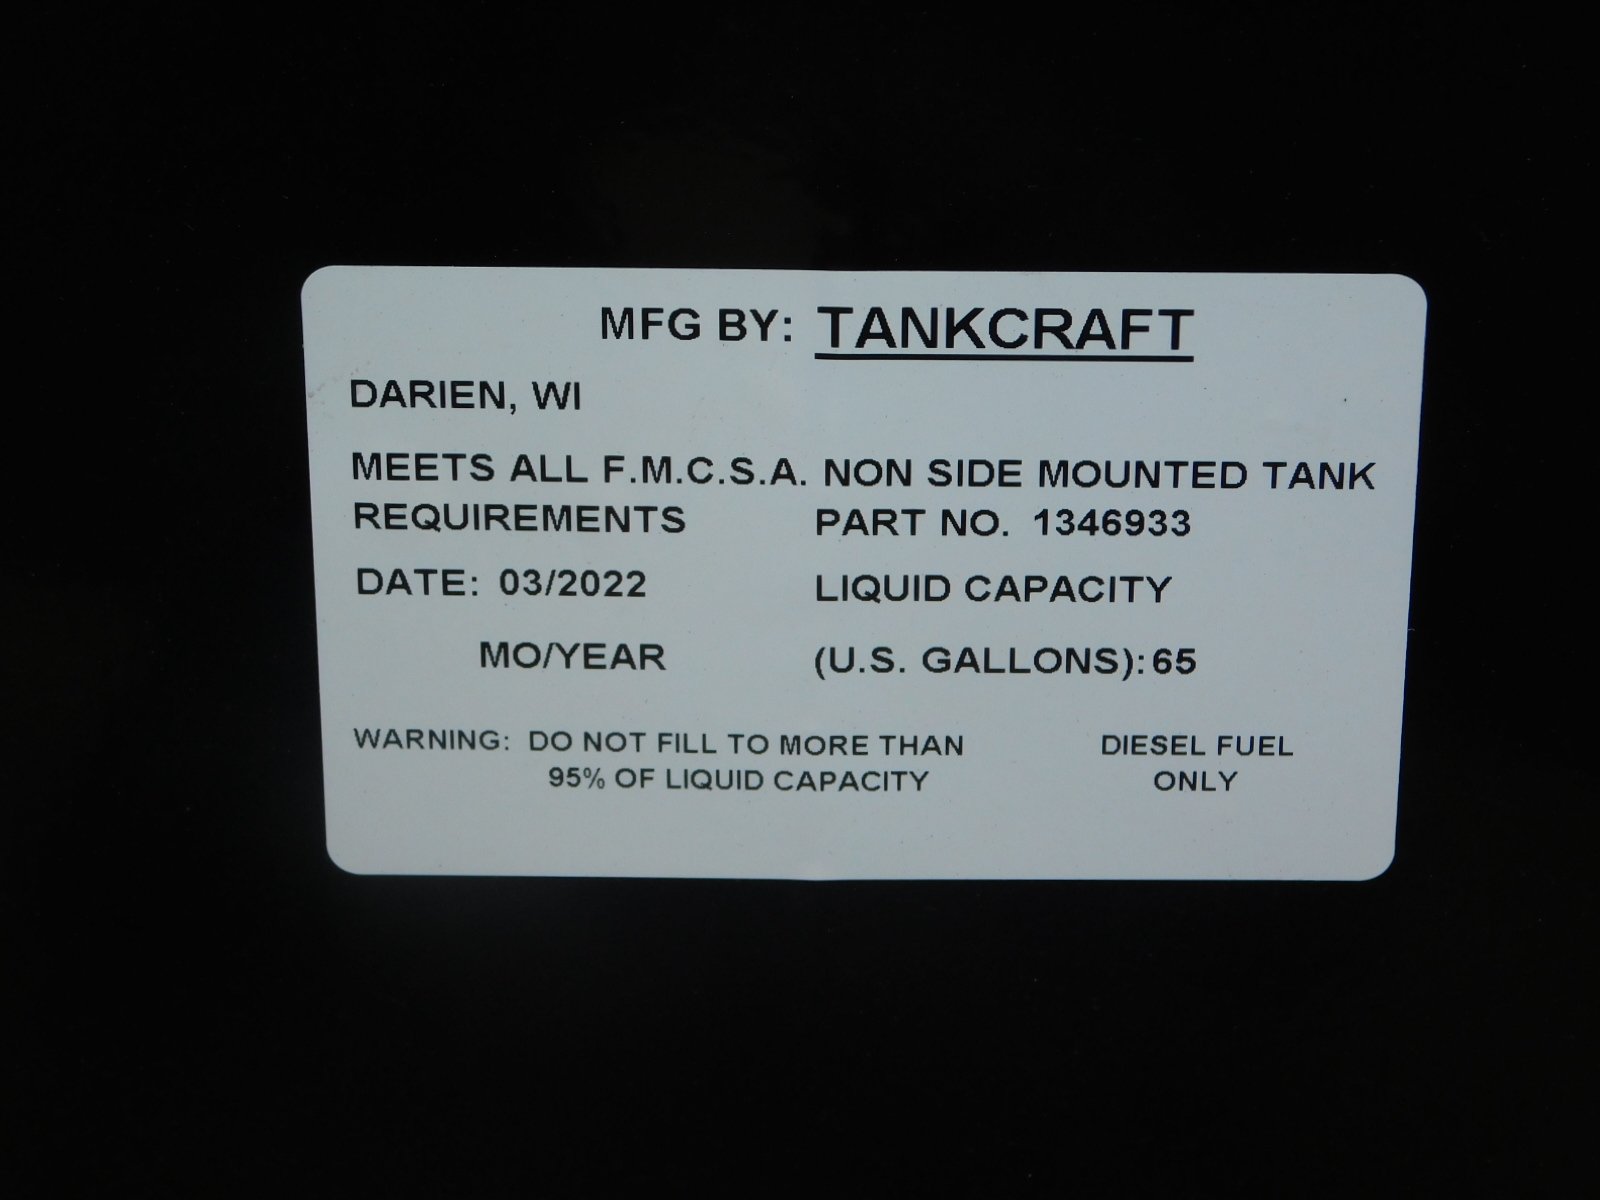 MFG BY: TANKCRAFT
DARIEN, WI
MEETS ALL F.M.C.S.A. NON SIDE MOUNTED TANK
REQUIREMENTS PART NO. 1346933
DATE: 03/2022 LIQUID CAPACITY
MO/YEAR (U.S. GALLONS): 65
WARNING: DO NOT FILL TO MORE THAN DIESEL FUEL
95% OF LIQUID CAPACITY ONLY